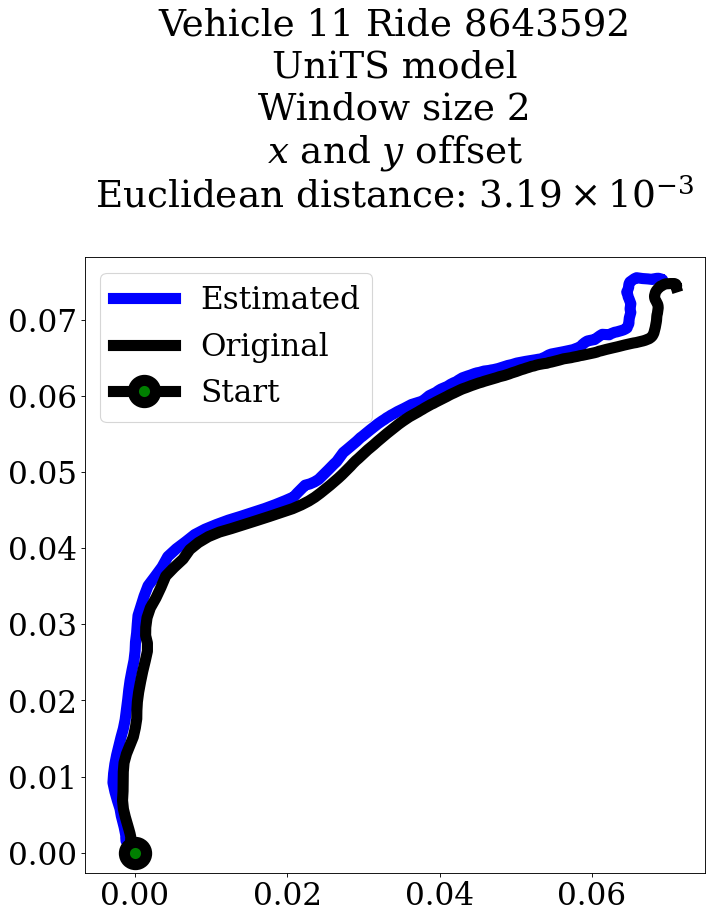 Vehicle 11 Ride 8643592
UniTS model
Window size 2
x and y offset
Euclidean distance: 3.19 × 10⁻³
Estimated
Original
Start
0.07
0.06
0.05
0.04
0.03
0.02
0.01
0.00
0.00 0.02 0.04 0.06